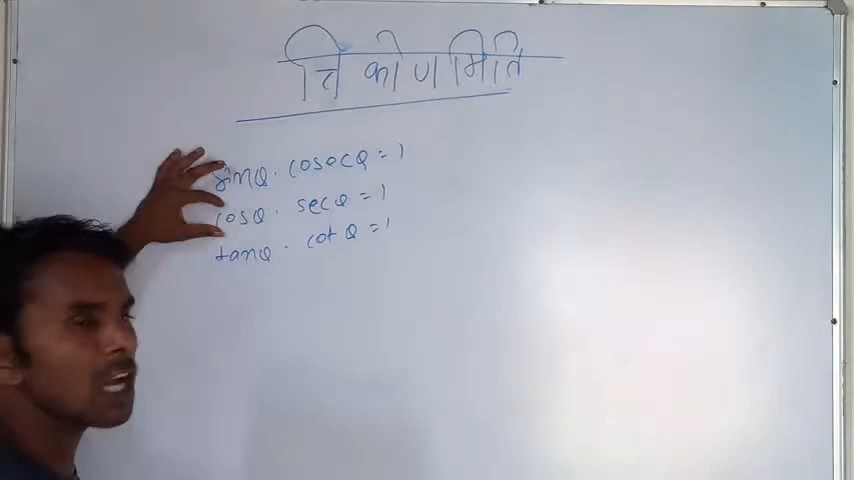 त्रिकोणमिति
sinθ . cosecθ = 1
cosθ . secθ = 1
tanθ . cotθ = 1